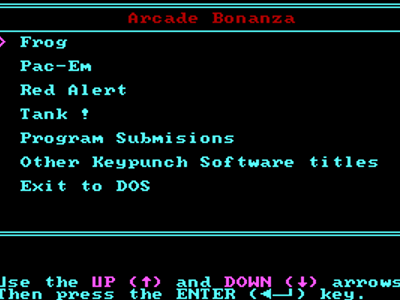 Arcade Bonanza
Frog
Pac-Em
Red Alert
Tank !
Program Submisions
Other Keypunch Software titles
Exit to DOS
Use the UP (↑) and DOWN (↓) arrows
Then press the ENTER (◄─┘) key.